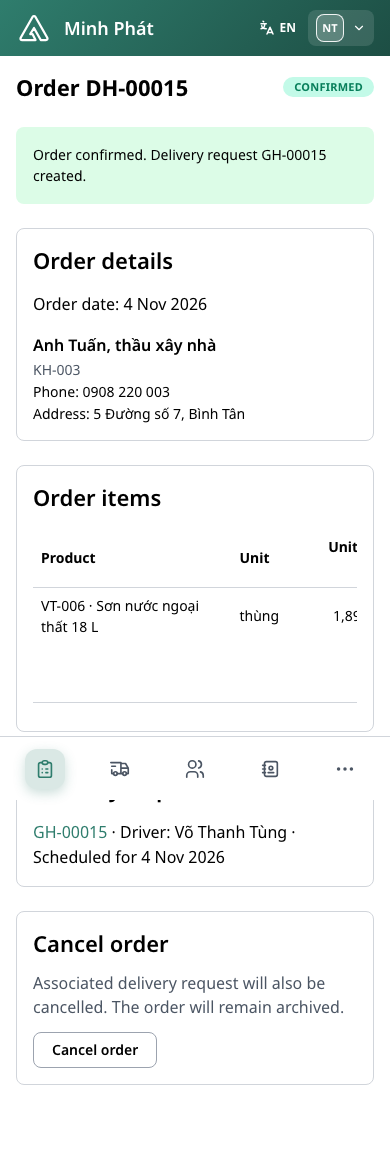 Minh Phát
EN
NT
Order DH-00015
CONFIRMED
Order confirmed. Delivery request GH-00015
created.
Order details
Order date: 4 Nov 2026
Anh Tuấn, thầu xây nhà
KH-003
Phone: 0908 220 003
Address: 5 Đường số 7, Bình Tân
Order items
Product
Unit
Unit
VT-006 · Sơn nước ngoại
thất 18 L
thùng
1,89
GH-00015 · Driver: Võ Thanh Tùng ·
Scheduled for 4 Nov 2026
Cancel order
Associated delivery request will also be
cancelled. The order will remain archived.
Cancel order